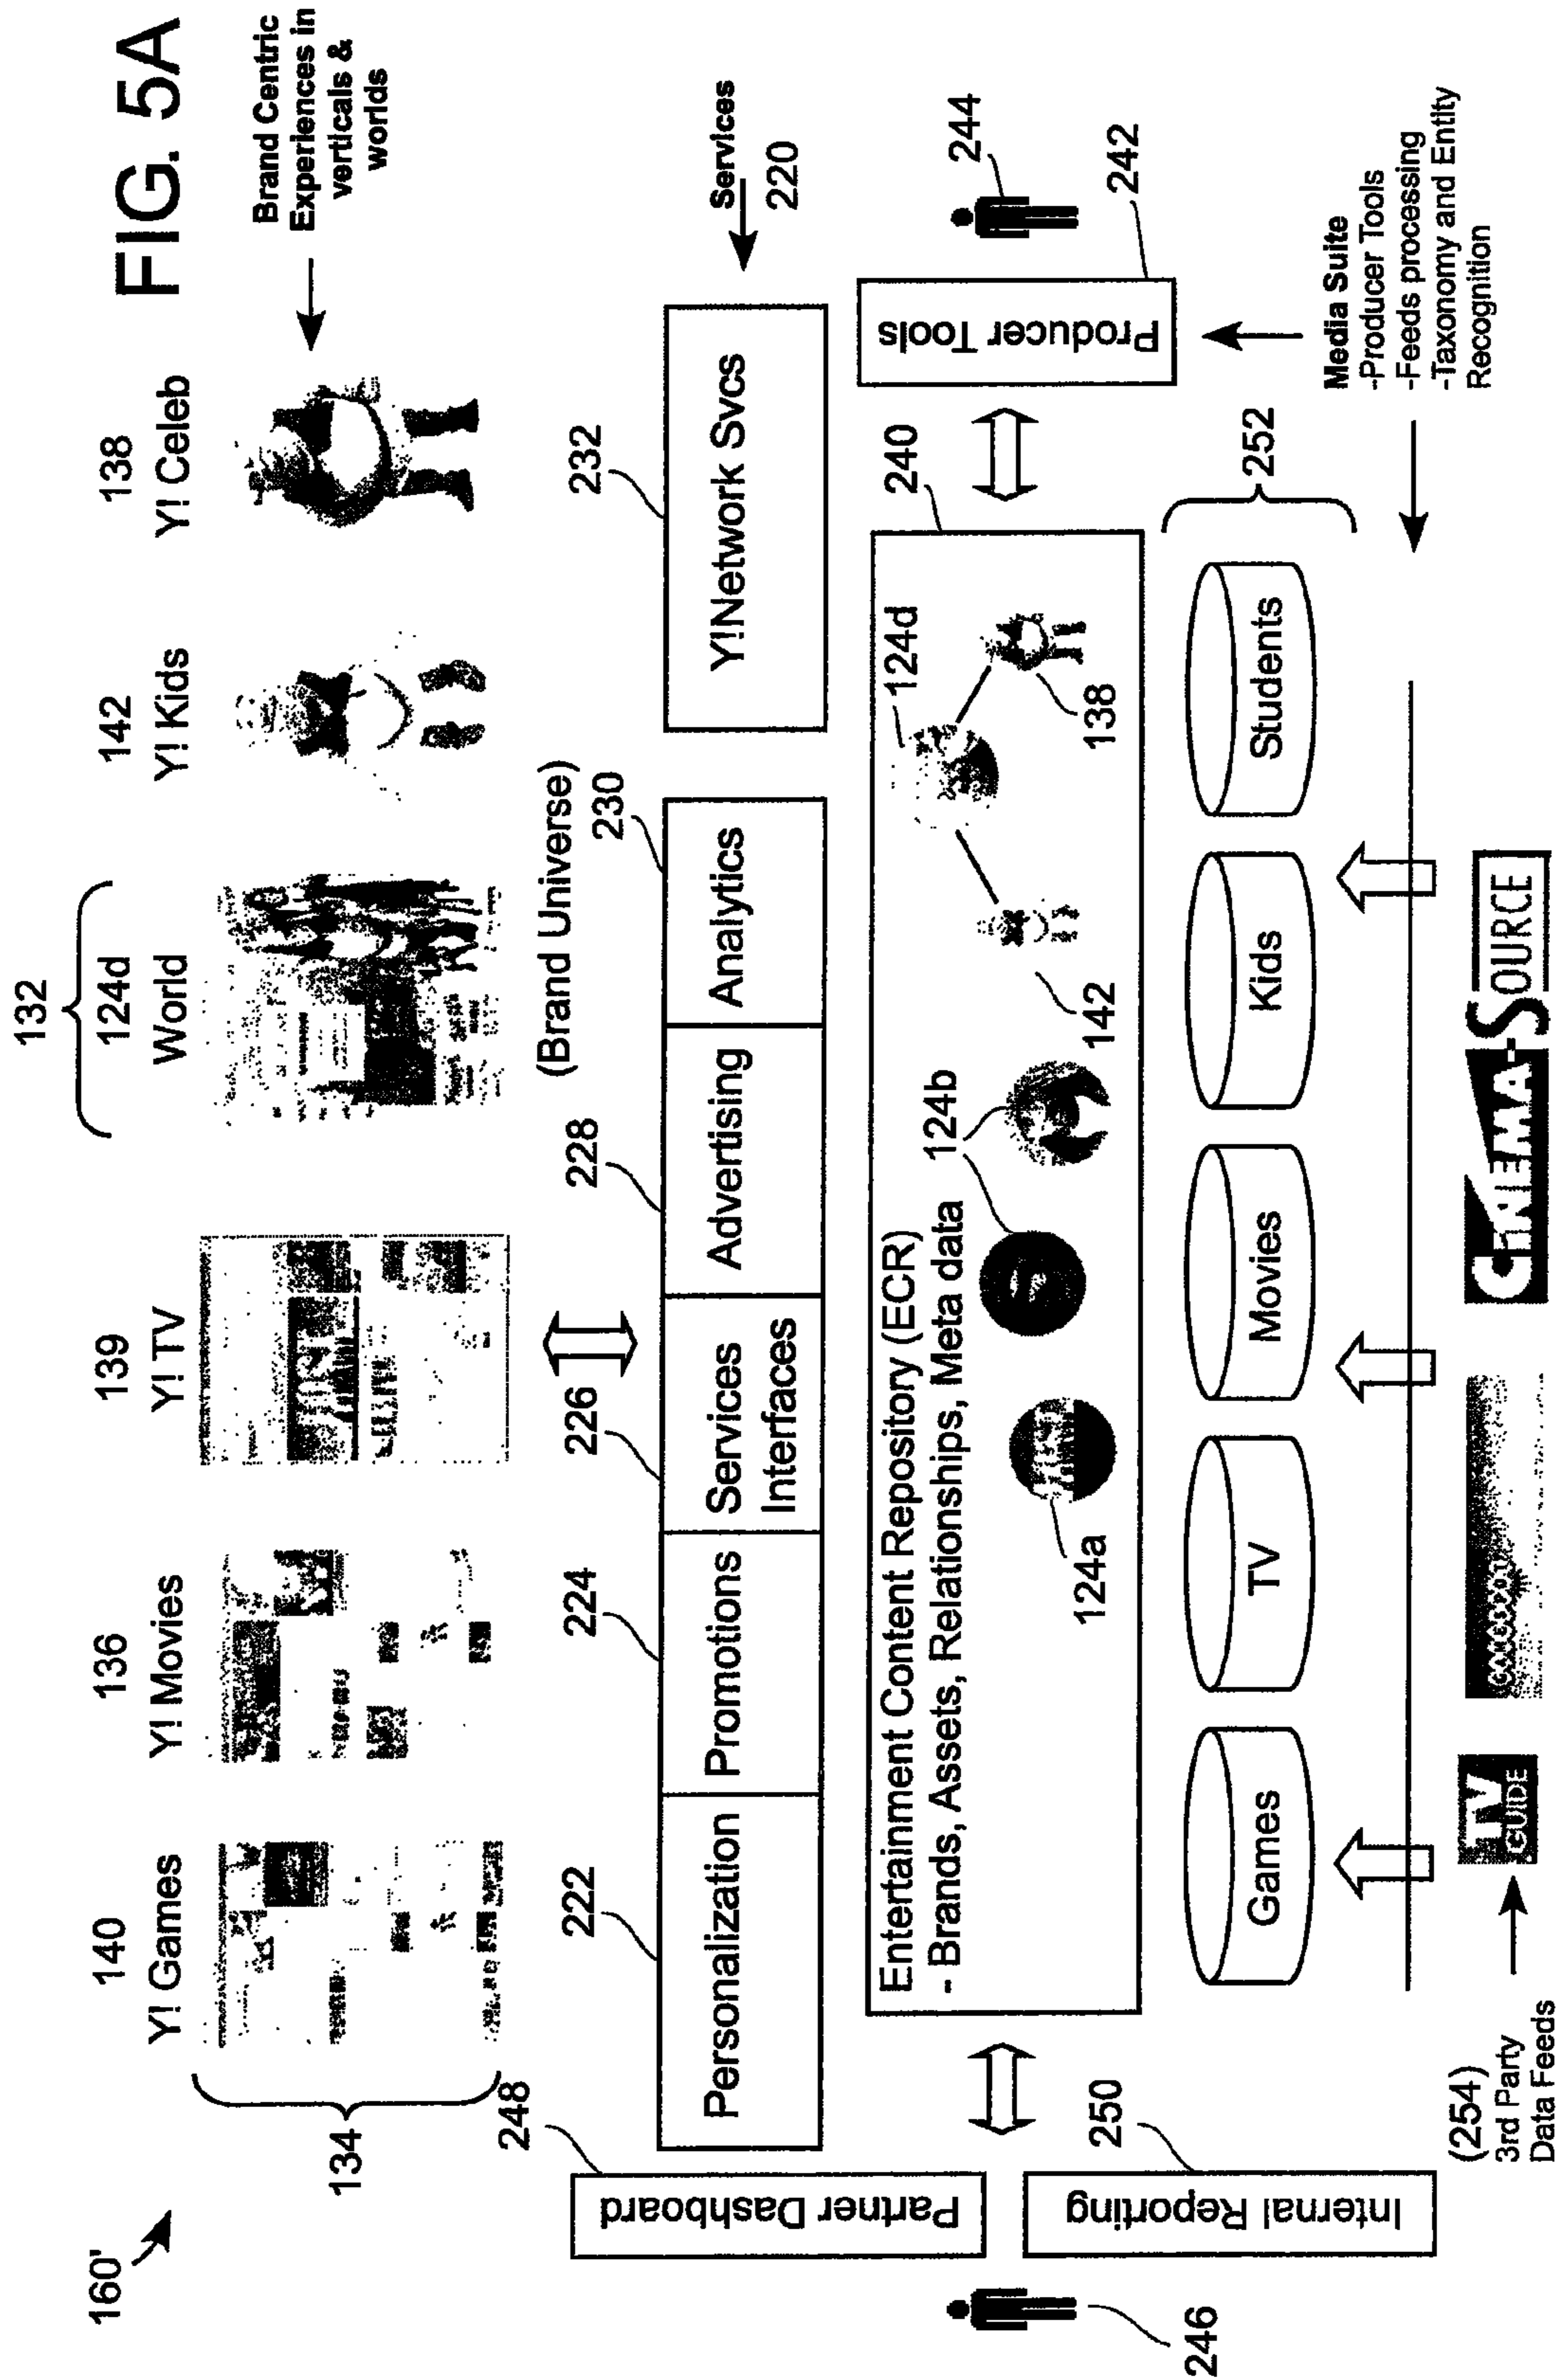 FIG. 5A
160'
132
140
136
139
124d
142
138
Y! Games
Y! Movies
Y! TV
World
Y! Kids
Y! Celeb
Brand Centric
Experiences in
verticals &
worlds
134
(Brand Universe)
248
222
224
226
228
230
232
Services
220
Personalization
Promotions
Services
Interfaces
Advertising
Analytics
Y!Network Svcs
Partner Dashboard
Internal Reporting
246
250
240
Entertainment Content Repository (ECR)
- Brands, Assets, Relationships, Meta data
124a
124b
142
124d
138
Producer Tools
244
242
Games
TV
Movies
Kids
Students
252
Media Suite
-Producer Tools
-Feeds processing
-Taxonomy and Entity
Recognition
(254)
3rd Party
Data Feeds
TV
GUIDE
GAMESPOT
CINEMA-SOURCE